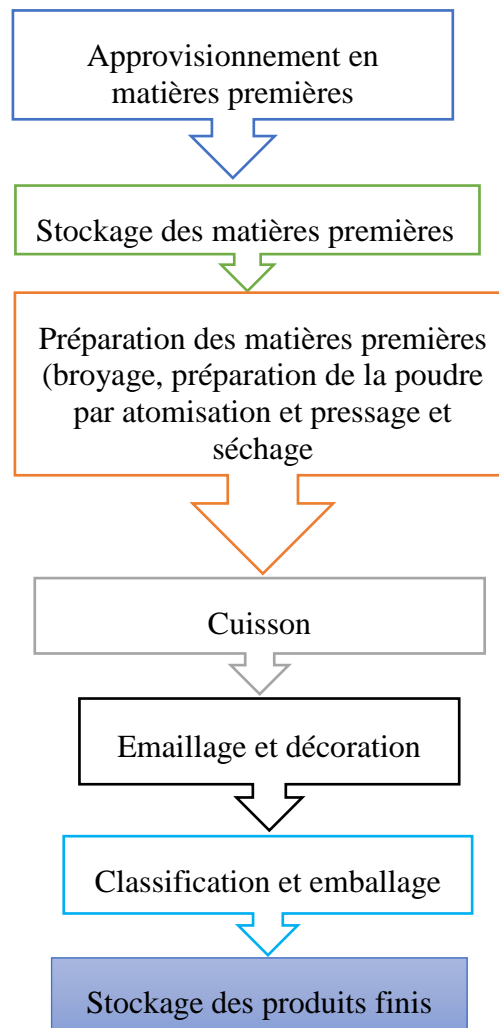 Approvisionnement en
matières premières
Stockage des matières premières
Préparation des matières premières
(broyage, préparation de la poudre
par atomisation et pressage et
séchage
Cuisson
Emaillage et décoration
Classification et emballage
Stockage des produits finis